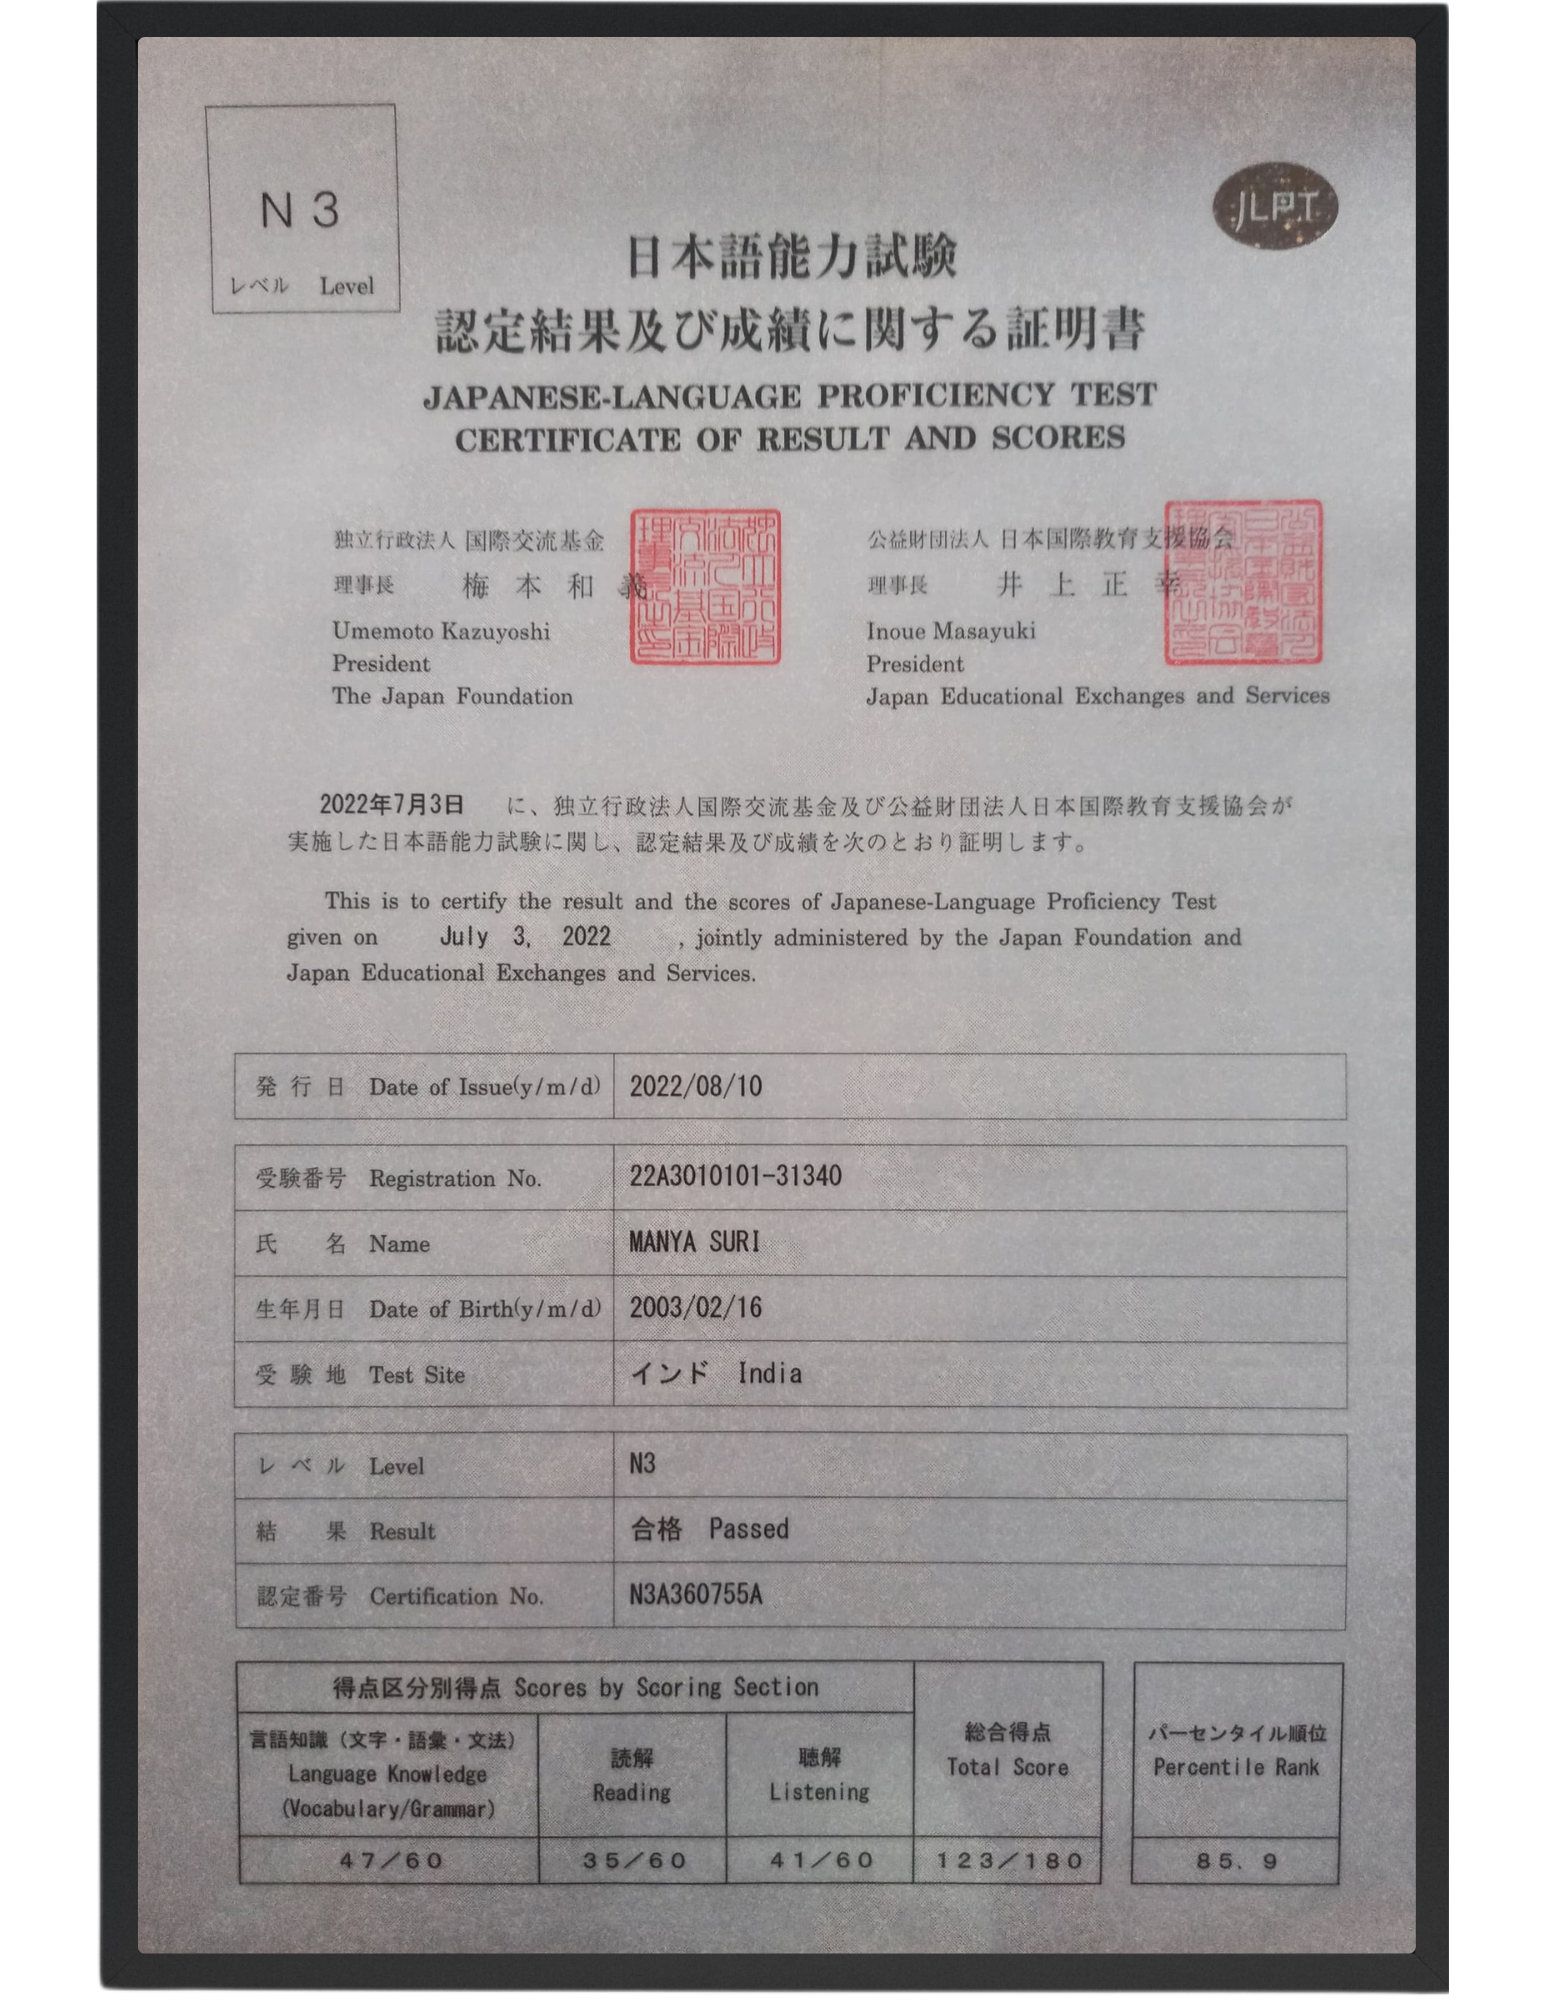 N3
レベル Level
JLPT
日本語能力試験
認定結果及び成績に関する証明書
JAPANESE-LANGUAGE PROFICIENCY TEST
CERTIFICATE OF RESULT AND SCORES
独立行政法人 国際交流基金
理事長 梅本和義
Umemoto Kazuyoshi
President
The Japan Foundation
公益財団法人 日本国際教育支援協会
理事長 井上正幸
Inoue Masayuki
President
Japan Educational Exchanges and Services
2022年7月3日 に、独立行政法人国際交流基金及び公益財団法人日本国際教育支援協会が
実施した日本語能力試験に関し、認定結果及び成績を次のとおり証明します。
This is to certify the result and the scores of Japanese-Language Proficiency Test
given on July 3, 2022 , jointly administered by the Japan Foundation and
Japan Educational Exchanges and Services.
発行日 Date of Issue(y/m/d) 2022/08/10
受験番号 Registration No. 22A3010101-31340
氏名 Name MANYA SURI
生年月日 Date of Birth(y/m/d) 2003/02/16
受験地 Test Site インド India
レベル Level N3
結果 Result 合格 Passed
認定番号 Certification No. N3A360755A
得点区分別得点 Scores by Scoring Section
言語知識（文字・語彙・文法）
Language Knowledge
(Vocabulary/Grammar)
読解
Reading
聴解
Listening
総合得点
Total Score
パーセンタイル順位
Percentile Rank
47／60 35／60 41／60 123／180 85.9